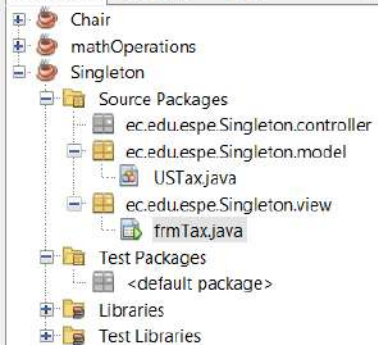 Chair
mathOperations
Singleton
Source Packages
ec.edu.espe.Singleton.controller
ec.edu.espe.Singleton.model
USTax.java
ec.edu.espe.Singleton.view
frmTax.java
Test Packages
<default package>
Libraries
Test Libraries